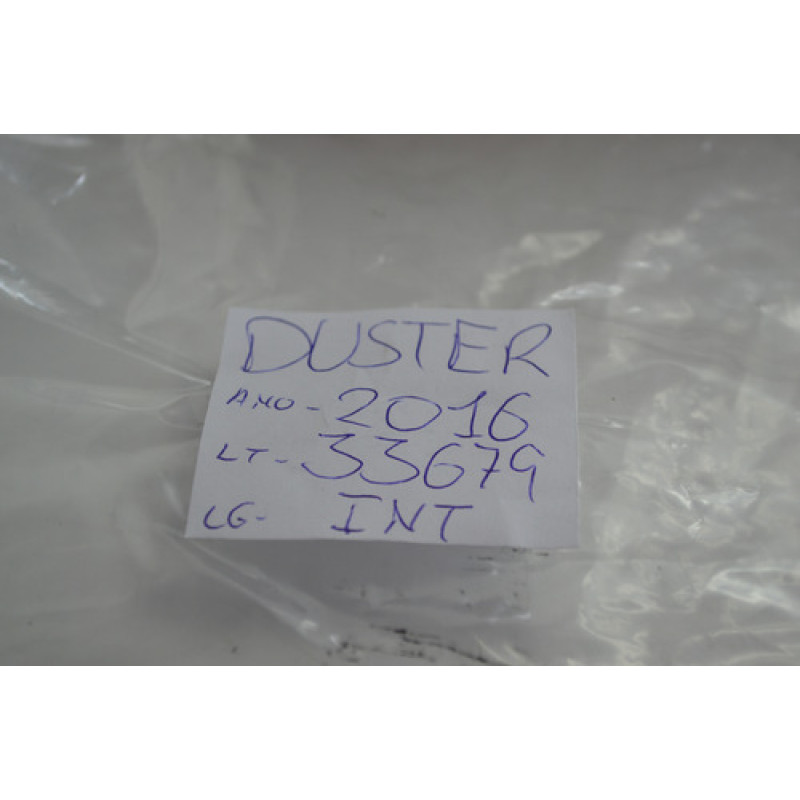 DUSTER
ANO - 2016
LT - 33679
LG- INT